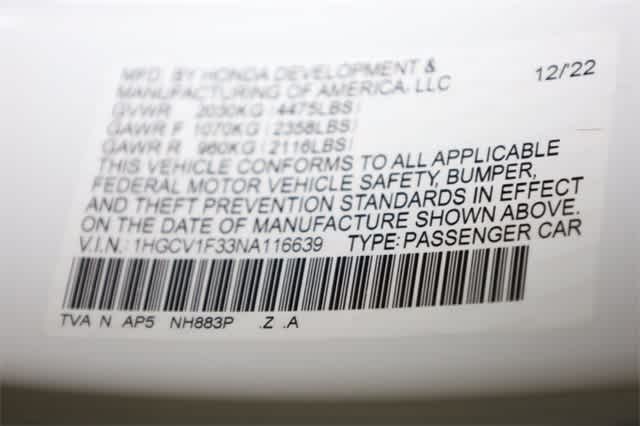 MFD. BY HONDA DEVELOPMENT &
MANUFACTURING OF AMERICA, LLC 12/'22
GVWR 2030KG (4475LBS)
GAWR F 1070KG (2358LBS)
GAWR R 960KG (2116LBS)
THIS VEHICLE CONFORMS TO ALL APPLICABLE
FEDERAL MOTOR VEHICLE SAFETY, BUMPER,
AND THEFT PREVENTION STANDARDS IN EFFECT
ON THE DATE OF MANUFACTURE SHOWN ABOVE.
V.I.N.: 1HGCV1F33NA116639 TYPE: PASSENGER CAR
TVA N AP5 NH883P .Z .A